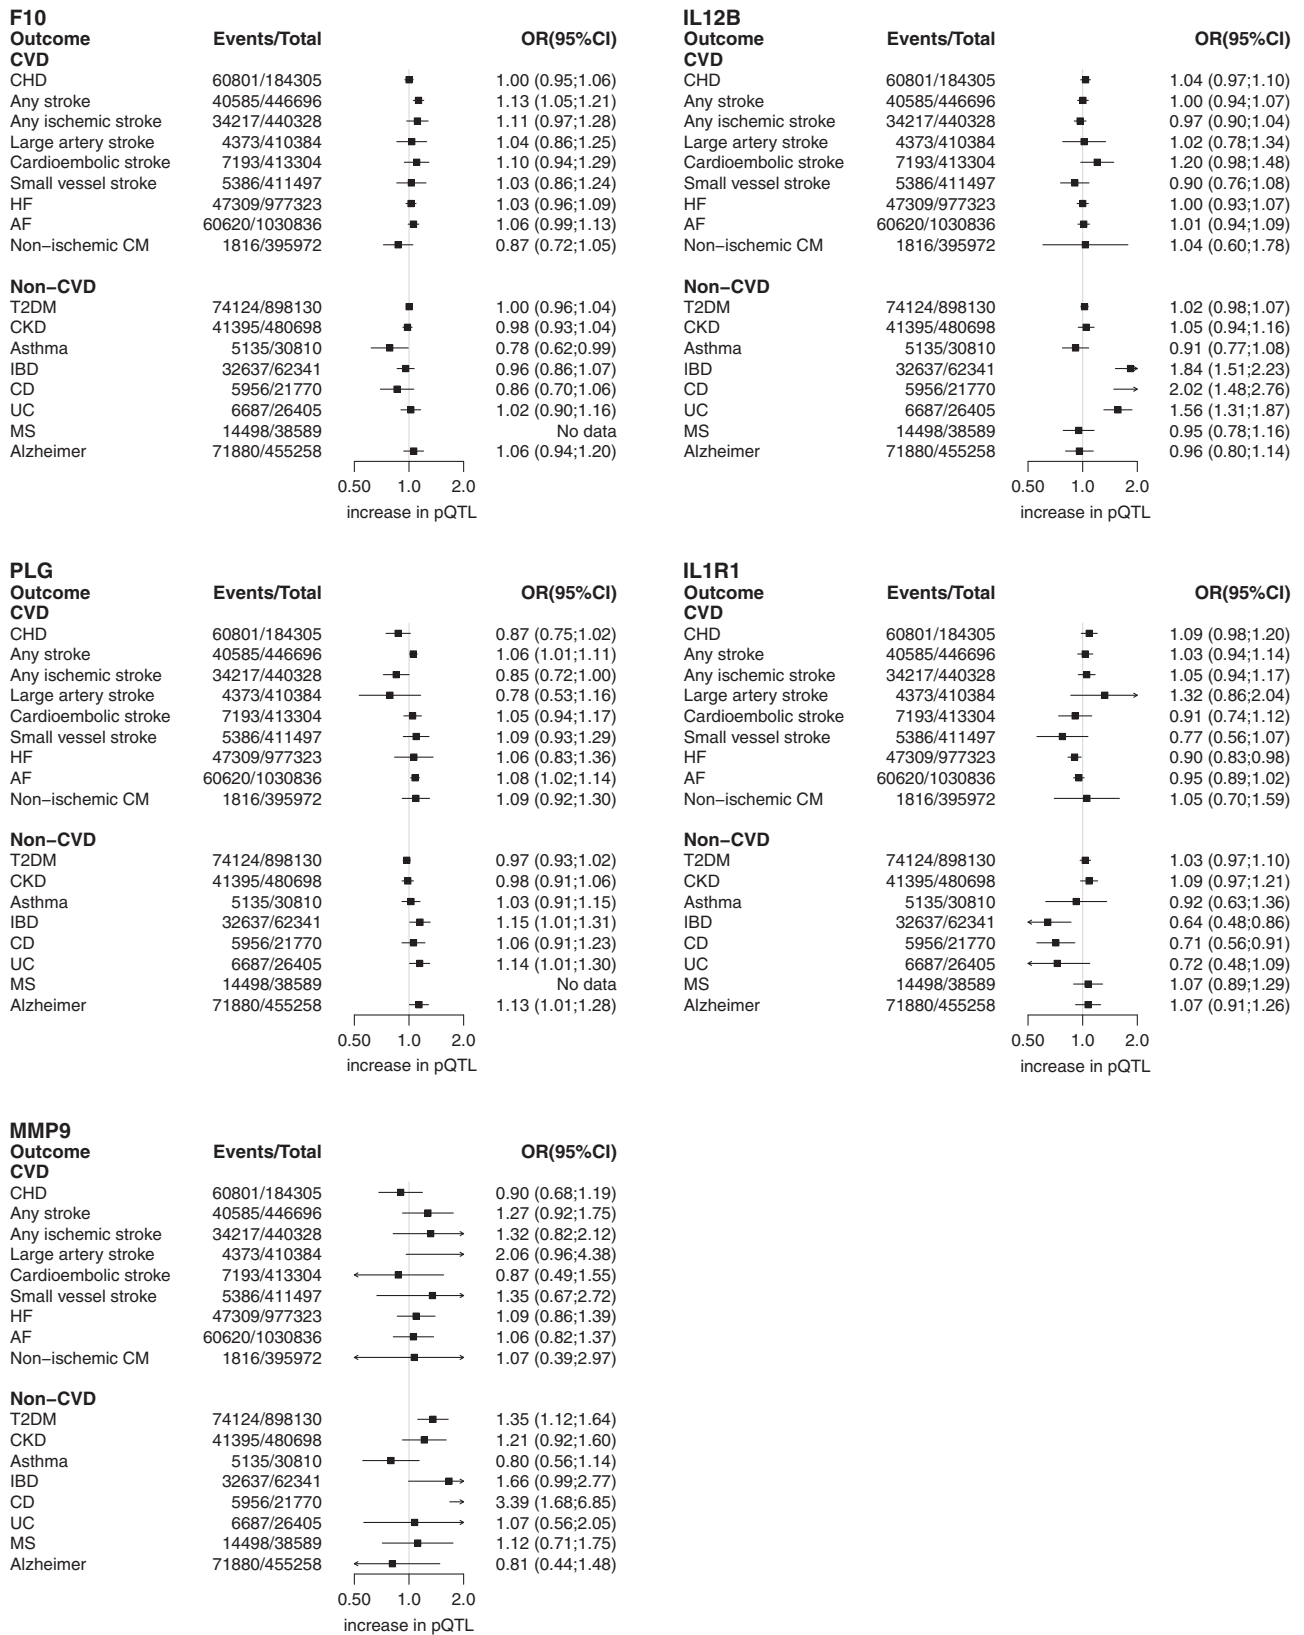 F10
Outcome Events/Total OR(95%CI)
CVD
CHD 60801/184305 1.00 (0.95;1.06)
Any stroke 40585/446696 1.13 (1.05;1.21)
Any ischemic stroke 34217/440328 1.11 (0.97;1.28)
Large artery stroke 4373/410384 1.04 (0.86;1.25)
Cardioembolic stroke 7193/413304 1.10 (0.94;1.29)
Small vessel stroke 5386/411497 1.03 (0.86;1.24)
HF 47309/977323 1.03 (0.96;1.09)
AF 60620/1030836 1.06 (0.99;1.13)
Non−ischemic CM 1816/395972 0.87 (0.72;1.05)
Non−CVD
T2DM 74124/898130 1.00 (0.96;1.04)
CKD 41395/480698 0.98 (0.93;1.04)
Asthma 5135/30810 0.78 (0.62;0.99)
IBD 32637/62341 0.96 (0.86;1.07)
CD 5956/21770 0.86 (0.70;1.06)
UC 6687/26405 1.02 (0.90;1.16)
MS 14498/38589 No data
Alzheimer 71880/455258 1.06 (0.94;1.20)
0.50 1.0 2.0
increase in pQTL
IL12B
Outcome Events/Total OR(95%CI)
CVD
CHD 60801/184305 1.04 (0.97;1.10)
Any stroke 40585/446696 1.00 (0.94;1.07)
Any ischemic stroke 34217/440328 0.97 (0.90;1.04)
Large artery stroke 4373/410384 1.02 (0.78;1.34)
Cardioembolic stroke 7193/413304 1.20 (0.98;1.48)
Small vessel stroke 5386/411497 0.90 (0.76;1.08)
HF 47309/977323 1.00 (0.93;1.07)
AF 60620/1030836 1.01 (0.94;1.09)
Non−ischemic CM 1816/395972 1.04 (0.60;1.78)
Non−CVD
T2DM 74124/898130 1.02 (0.98;1.07)
CKD 41395/480698 1.05 (0.94;1.16)
Asthma 5135/30810 0.91 (0.77;1.08)
IBD 32637/62341 1.84 (1.51;2.23)
CD 5956/21770 2.02 (1.48;2.76)
UC 6687/26405 1.56 (1.31;1.87)
MS 14498/38589 0.95 (0.78;1.16)
Alzheimer 71880/455258 0.96 (0.80;1.14)
0.50 1.0 2.0
increase in pQTL
PLG
Outcome Events/Total OR(95%CI)
CVD
CHD 60801/184305 0.87 (0.75;1.02)
Any stroke 40585/446696 1.06 (1.01;1.11)
Any ischemic stroke 34217/440328 0.85 (0.72;1.00)
Large artery stroke 4373/410384 0.78 (0.53;1.16)
Cardioembolic stroke 7193/413304 1.05 (0.94;1.17)
Small vessel stroke 5386/411497 1.09 (0.93;1.29)
HF 47309/977323 1.06 (0.83;1.36)
AF 60620/1030836 1.08 (1.02;1.14)
Non−ischemic CM 1816/395972 1.09 (0.92;1.30)
Non−CVD
T2DM 74124/898130 0.97 (0.93;1.02)
CKD 41395/480698 0.98 (0.91;1.06)
Asthma 5135/30810 1.03 (0.91;1.15)
IBD 32637/62341 1.15 (1.01;1.31)
CD 5956/21770 1.06 (0.91;1.23)
UC 6687/26405 1.14 (1.01;1.30)
MS 14498/38589 No data
Alzheimer 71880/455258 1.13 (1.01;1.28)
0.50 1.0 2.0
increase in pQTL
IL1R1
Outcome Events/Total OR(95%CI)
CVD
CHD 60801/184305 1.09 (0.98;1.20)
Any stroke 40585/446696 1.03 (0.94;1.14)
Any ischemic stroke 34217/440328 1.05 (0.94;1.17)
Large artery stroke 4373/410384 1.32 (0.86;2.04)
Cardioembolic stroke 7193/413304 0.91 (0.74;1.12)
Small vessel stroke 5386/411497 0.77 (0.56;1.07)
HF 47309/977323 0.90 (0.83;0.98)
AF 60620/1030836 0.95 (0.89;1.02)
Non−ischemic CM 1816/395972 1.05 (0.70;1.59)
Non−CVD
T2DM 74124/898130 1.03 (0.97;1.10)
CKD 41395/480698 1.09 (0.97;1.21)
Asthma 5135/30810 0.92 (0.63;1.36)
IBD 32637/62341 0.64 (0.48;0.86)
CD 5956/21770 0.71 (0.56;0.91)
UC 6687/26405 0.72 (0.48;1.09)
MS 14498/38589 1.07 (0.89;1.29)
Alzheimer 71880/455258 1.07 (0.91;1.26)
0.50 1.0 2.0
increase in pQTL
MMP9
Outcome Events/Total OR(95%CI)
CVD
CHD 60801/184305 0.90 (0.68;1.19)
Any stroke 40585/446696 1.27 (0.92;1.75)
Any ischemic stroke 34217/440328 1.32 (0.82;2.12)
Large artery stroke 4373/410384 2.06 (0.96;4.38)
Cardioembolic stroke 7193/413304 0.87 (0.49;1.55)
Small vessel stroke 5386/411497 1.35 (0.67;2.72)
HF 47309/977323 1.09 (0.86;1.39)
AF 60620/1030836 1.06 (0.82;1.37)
Non−ischemic CM 1816/395972 1.07 (0.39;2.97)
Non−CVD
T2DM 74124/898130 1.35 (1.12;1.64)
CKD 41395/480698 1.21 (0.92;1.60)
Asthma 5135/30810 0.80 (0.56;1.14)
IBD 32637/62341 1.66 (0.99;2.77)
CD 5956/21770 3.39 (1.68;6.85)
UC 6687/26405 1.07 (0.56;2.05)
MS 14498/38589 1.12 (0.71;1.75)
Alzheimer 71880/455258 0.81 (0.44;1.48)
0.50 1.0 2.0
increase in pQTL